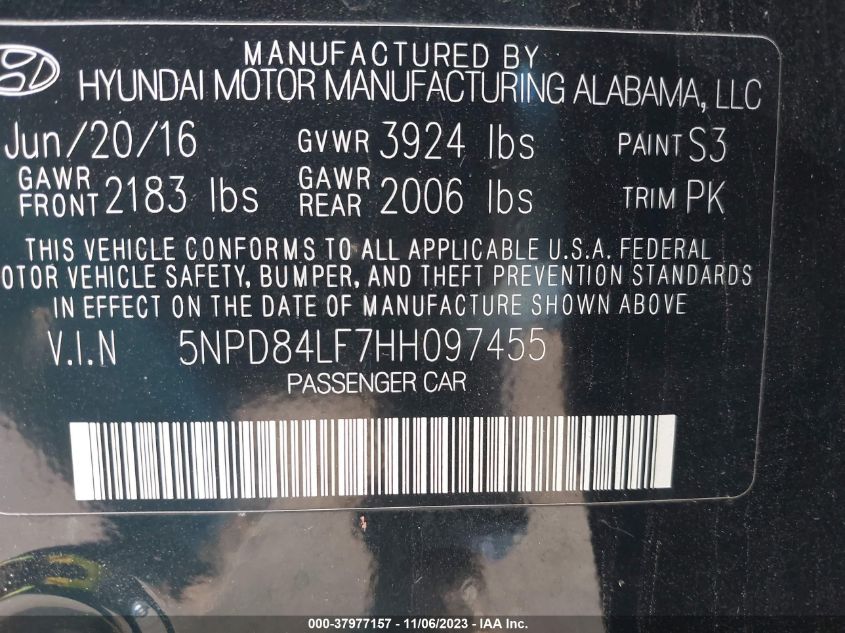 MANUFACTURED BY
HYUNDAI MOTOR MANUFACTURING ALABAMA, LLC
Jun/20/16 GVWR 3924 lbs PAINT S3
GAWR FRONT 2183 lbs GAWR REAR 2006 lbs TRIM PK
THIS VEHICLE CONFORMS TO ALL APPLICABLE U.S.A. FEDERAL
OTOR VEHICLE SAFETY, BUMPER, AND THEFT PREVENTION STANDARDS
IN EFFECT ON THE DATE OF MANUFACTURE SHOWN ABOVE
V.I.N 5NPD84LF7HH097455
PASSENGER CAR
000-37977157 - 11/06/2023 - IAA Inc.